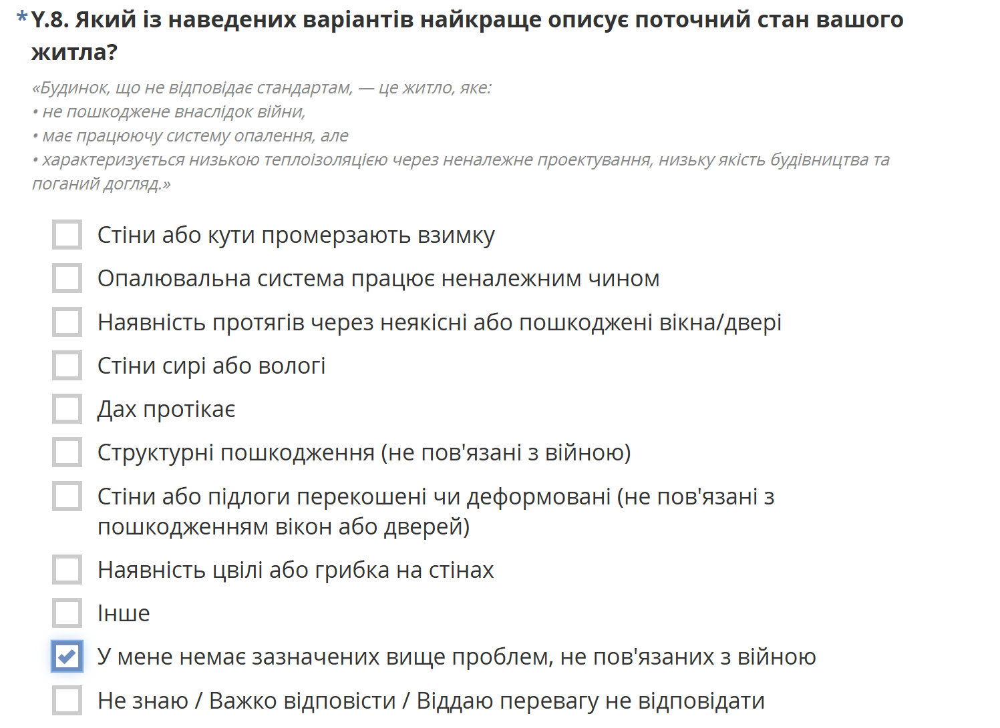 *Y.8. Який із наведених варіантів найкраще описує поточний стан вашого
житла?
«Будинок, що не відповідає стандартам, — це житло, яке:
• не пошкоджене внаслідок війни,
• має працюючу систему опалення, але
• характеризується низькою теплоізоляцією через неналежне проектування, низьку якість будівництва та
поганий догляд.»
Стіни або кути промерзають взимку
Опалювальна система працює неналежним чином
Наявність протягів через неякісні або пошкоджені вікна/двері
Стіни сирі або вологі
Дах протікає
Структурні пошкодження (не пов'язані з війною)
Стіни або підлоги перекошені чи деформовані (не пов'язані з
пошкодженням вікон або дверей)
Наявність цвілі або грибка на стінах
Інше
У мене немає зазначених вище проблем, не пов'язаних з війною
Не знаю / Важко відповісти / Віддаю перевагу не відповідати